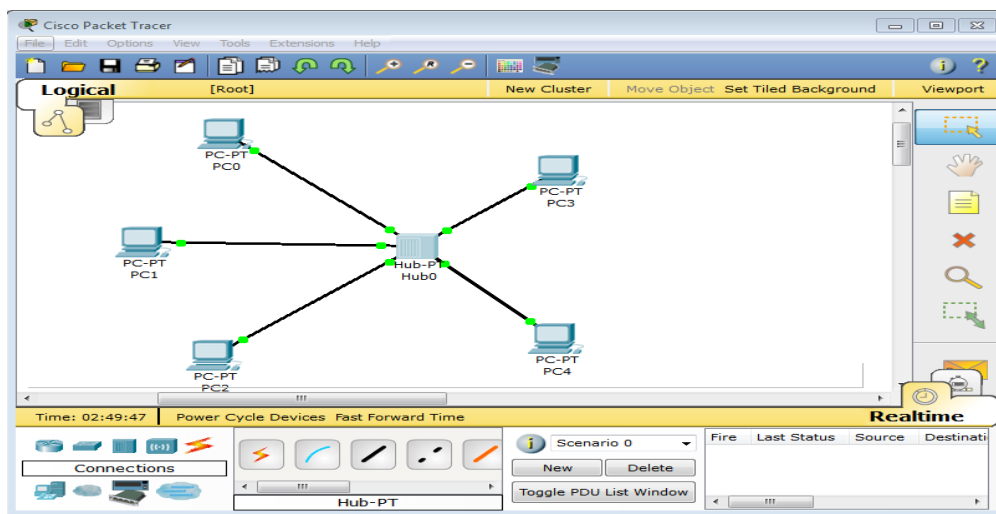 Cisco Packet Tracer
File Edit Options View Tools Extensions Help
Logical [Root] New Cluster Move Object Set Tiled Background Viewport
PC-PT
PC0
PC-PT
PC3
PC-PT
PC1
Hub-PT
Hub0
PC-PT
PC2
PC-PT
PC4
Time: 02:49:47 Power Cycle Devices Fast Forward Time Realtime
Connections
Hub-PT
Scenario 0
New Delete
Toggle PDU List Window
Fire Last Status Source Destinati